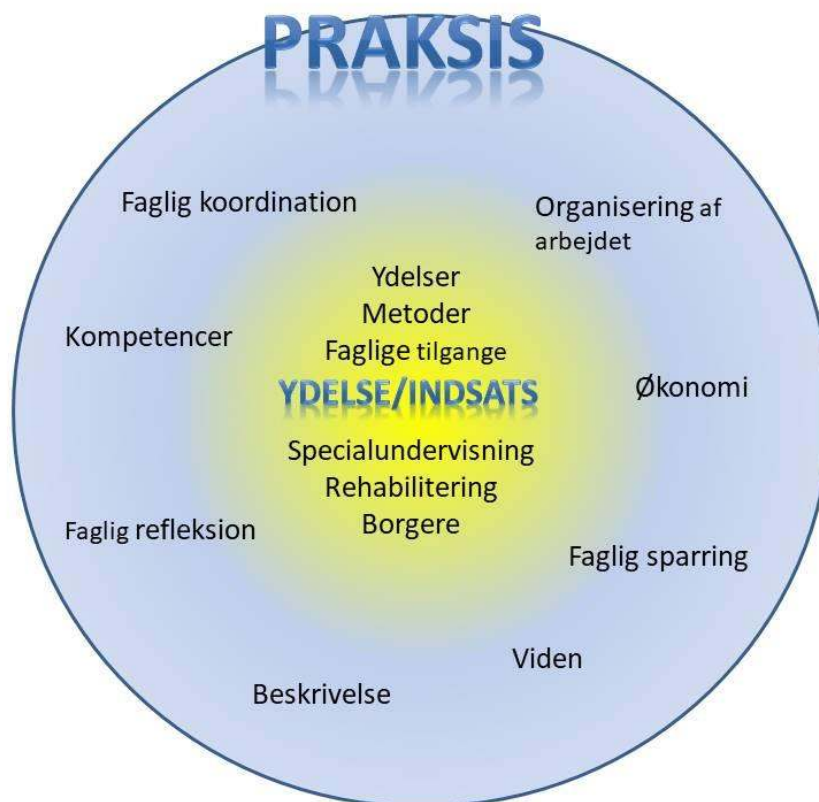 PRAKSIS
Faglig koordination
Organisering af
arbejdet
Ydelser
Metoder
Faglige tilgange
Kompetencer
YDELSE/INDSATS
Økonomi
Specialundervisning
Rehabilitering
Borgere
Faglig refleksion
Faglig sparring
Viden
Beskrivelse